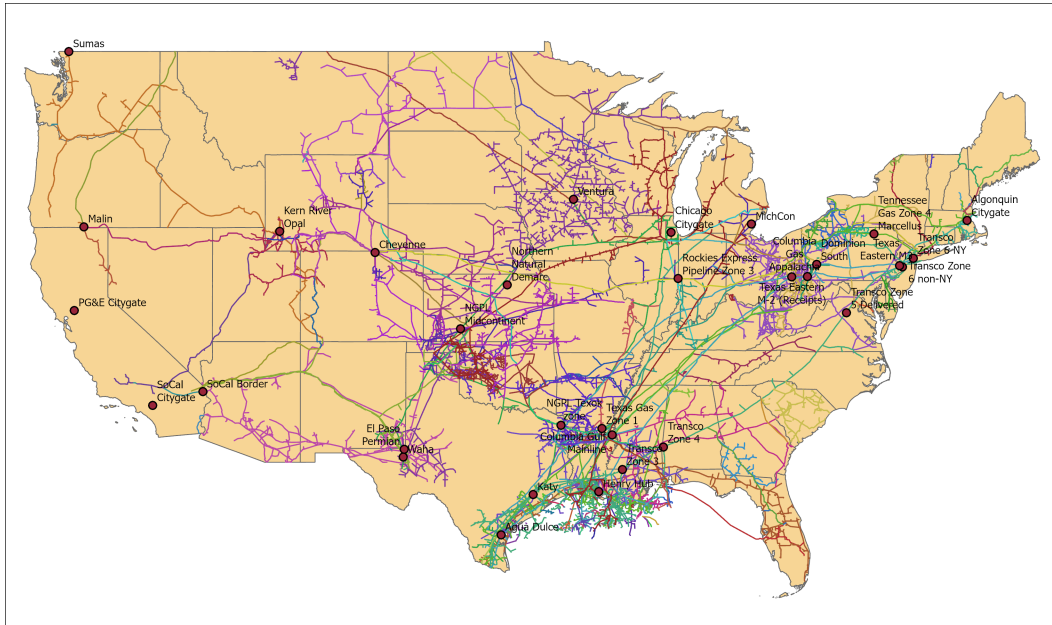 Sumas
Malin
Kern River
Opal
Cheyenne
PG&E Citygate
SoCal
Citygate
SoCal Border
El Paso
Permian
Waha
Katy
Agua Dulce
Ventura
Northern
Natural
Demarc
NGPL
Midcontinent
NGPL Texok
zone
Texas Gas
Zone 1
Columbia Gulf
Mainline
Transco
Zone 3
Henry Hub
Transco
Zone 4
Chicago
Citygate
Rockies Express
Pipeline Zone 3
MichCon
Columbia
Gas
Appalachia
Dominion
South
Texas Eastern
M-2 (Receipts)
Tennessee
Gas Zone 4
Marcellus
Texas
Eastern M3
Transco
Zone 6-NY
Transco Zone
6 non-NY
Transco Zone
5 Delivered
Algonquin
Citygate